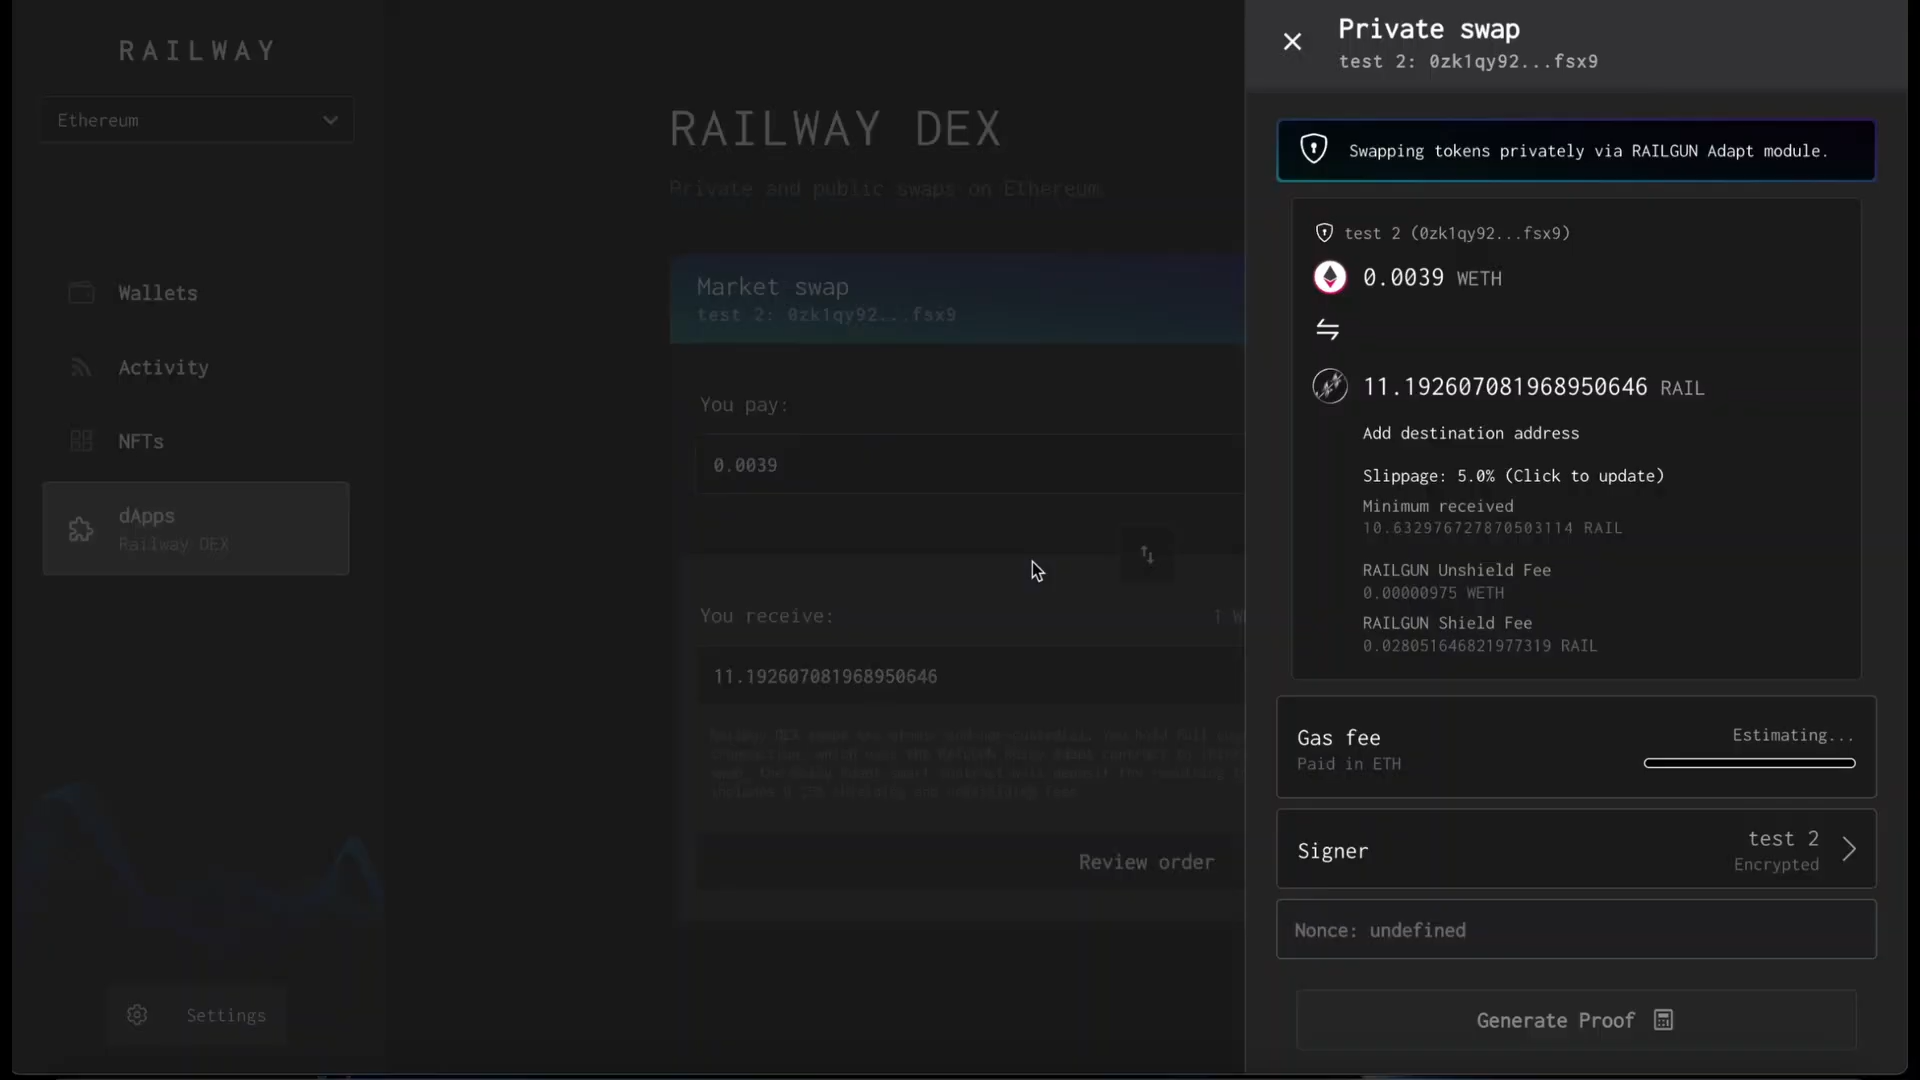 RAILWAY
Ethereum
Wallets
Activity
NFTs
dApps
Railway DEX
Settings
RAILWAY DEX
Private and public swaps on Ethereum
Market swap
test 2: 0zk1qy92...fsx9
You pay:
0.0039
You receive:
1 W
11.192607081968950646
Review order
Private swap
test 2: 0zk1qy92...fsx9
Swapping tokens privately via RAILGUN Adapt module.
test 2 (0zk1qy92...fsx9)
0.0039 WETH
11.192607081968950646 RAIL
Add destination address
Slippage: 5.0% (Click to update)
Minimum received
10.632976727870503114 RAIL
RAILGUN Unshield Fee
0.00000975 WETH
RAILGUN Shield Fee
0.028051646821977319 RAIL
Gas fee
Estimating...
Paid in ETH
Signer
test 2
Encrypted
Nonce: undefined
Generate Proof